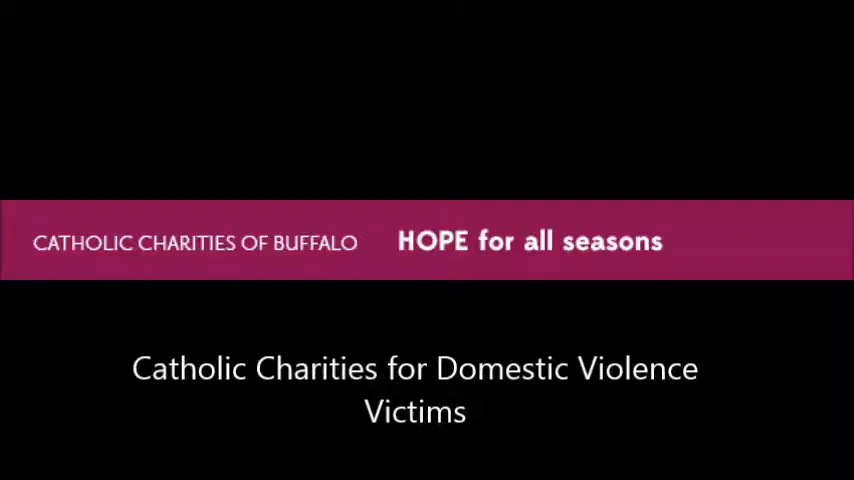 CATHOLIC CHARITIES OF BUFFALO HOPE for all seasons
Catholic Charities for Domestic Violence
Victims